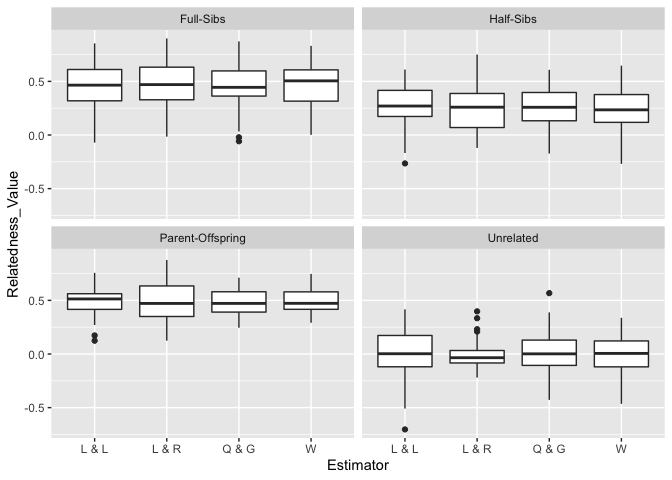 Full-Sibs
Half-Sibs
0.5
0.0
-0.5
Parent-Offspring
Unrelated
0.5
0.0
-0.5
L & L
L & R
Q & G
W
L & L
L & R
Q & G
W
Estimator
Relatedness_Value